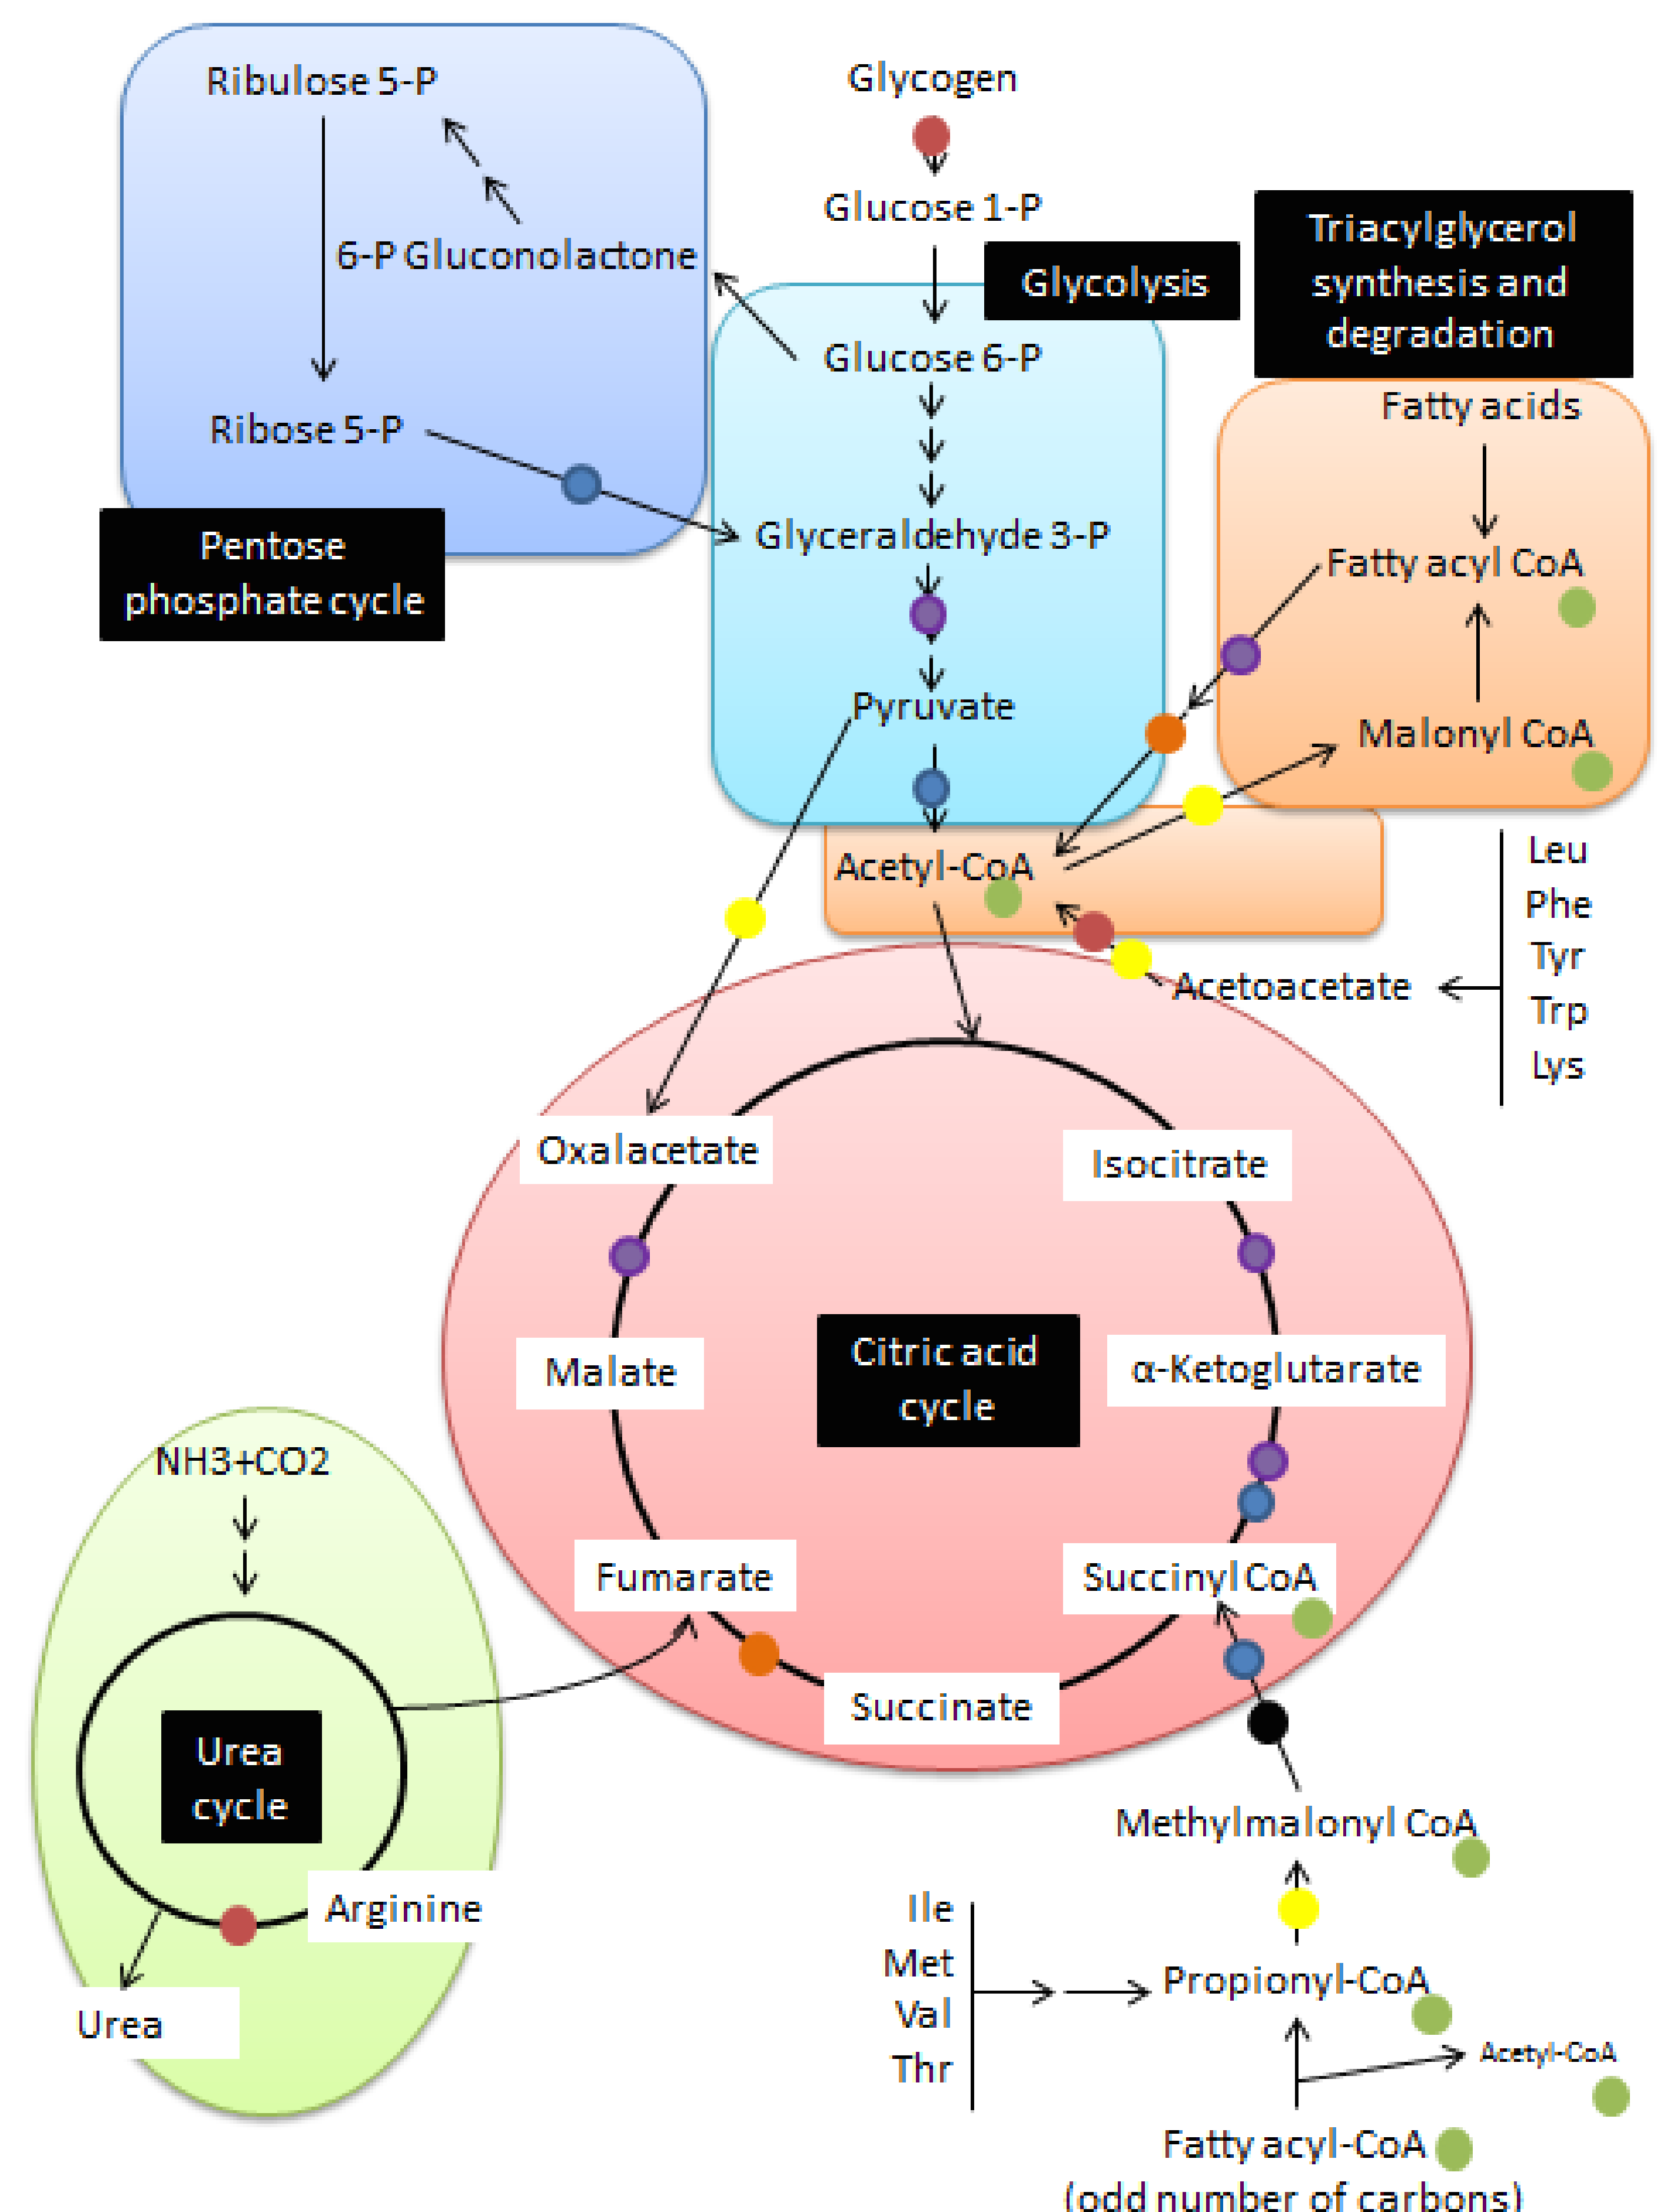 Ribulose 5-P
6-P Gluconolactone
Ribose 5-P
Pentose
phosphate cycle
Glycogen
Glucose 1-P
Glycolysis
Glucose 6-P
Glyceraldehyde 3-P
Pyruvate
Triacylglycerol
synthesis and
degradation
Fatty acids
Fatty acyl CoA
Malonyl CoA
Acetyl-CoA
Leu
Phe
Tyr
Trp
Lys
Acetoacetate
Oxalacetate
Isocitrate
Malate
Citric acid
cycle
α-Ketoglutarate
Fumarate
Succinyl CoA
Succinate
NH3+CO2
Urea
cycle
Arginine
Urea
Methylmalonyl CoA
Ile
Met
Val
Thr
Propionyl-CoA
Acetyl-CoA
Fatty acyl-CoA
(odd number of carbons)